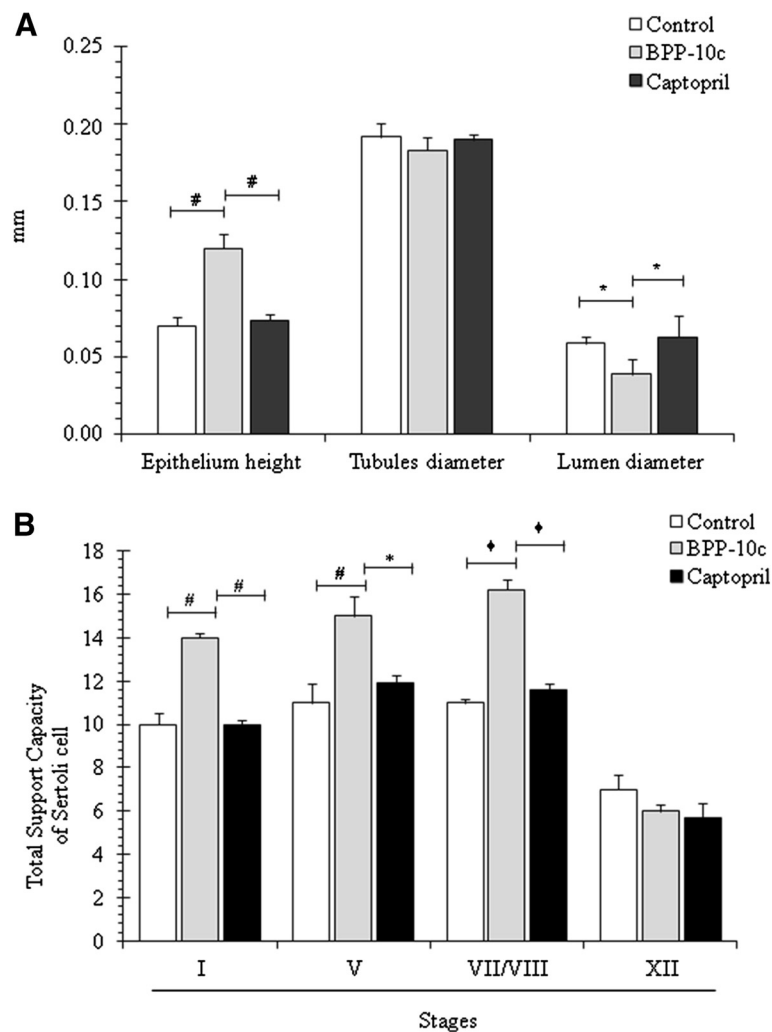 A
Control
BPP-10c
Captopril
0.25
0.20
0.15
0.10
0.05
0.00
mm
# #
* *
Epithelium height Tubules diameter Lumen diameter
B
Control
BPP-10c
Captopril
18
16
14
12
10
8
6
4
2
0
Total Support Capacity
of Sertoli cell
# #
# *
♦ ♦
I V VII/VIII XII
Stages